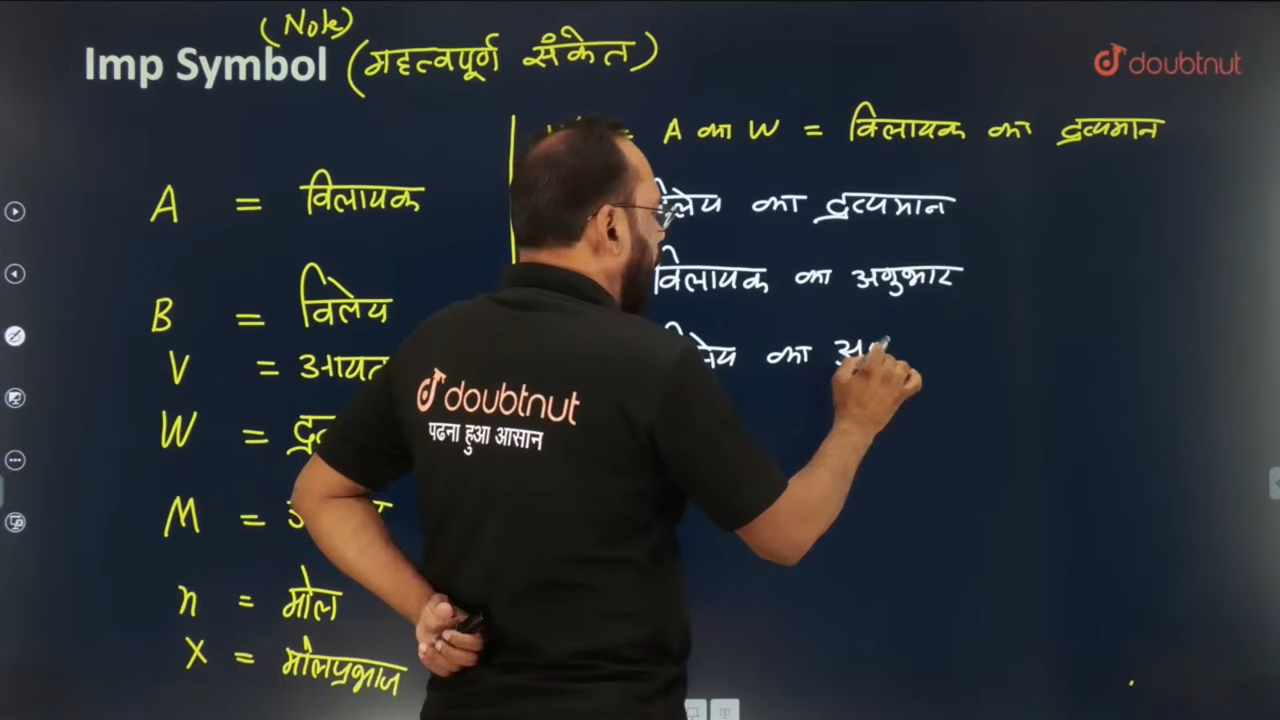 (Note)
Imp Symbol (महत्वपूर्ण संकेत)
doubtnut
A = विलायक
B = विलेय
V = आयत
W =
M =
n = मोल
X = मोलप्रभाज
= A का W = विलायक का द्रव्यमान
का द्रव्यमान
विलायक का अणुभार
का
doubtnut
पढना हुआ आसान